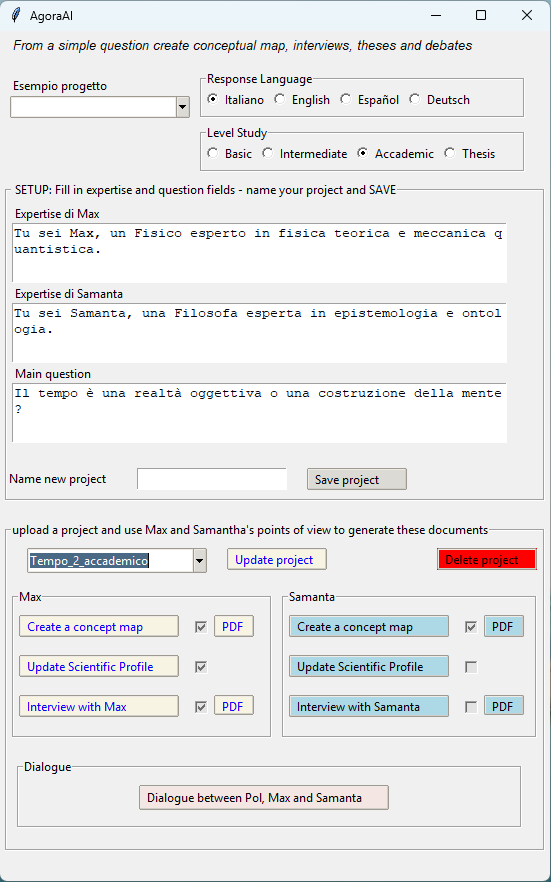 AgoraAI
From a simple question create conceptual map, interviews, theses and debates
Esempio progetto
Response Language
Italiano English Español Deutsch
Level Study
Basic Intermediate Accademic Thesis
SETUP: Fill in expertise and question fields - name your project and SAVE
Expertise di Max
Tu sei Max, un Fisico esperto in fisica teorica e meccanica q
uantistica.
Expertise di Samanta
Tu sei Samanta, una Filosofa esperta in epistemologia e ontol
ogia.
Main question
Il tempo è una realtà oggettiva o una costruzione della mente
?
Name new project Save project
upload a project and use Max and Samantha's points of view to generate these documents
Tempo_2_accademico Update project Delete project
Max Samanta
Create a concept map PDF Create a concept map PDF
Update Scientific Profile Update Scientific Profile
Interview with Max PDF Interview with Samanta PDF
Dialogue
Dialogue between Pol, Max and Samanta